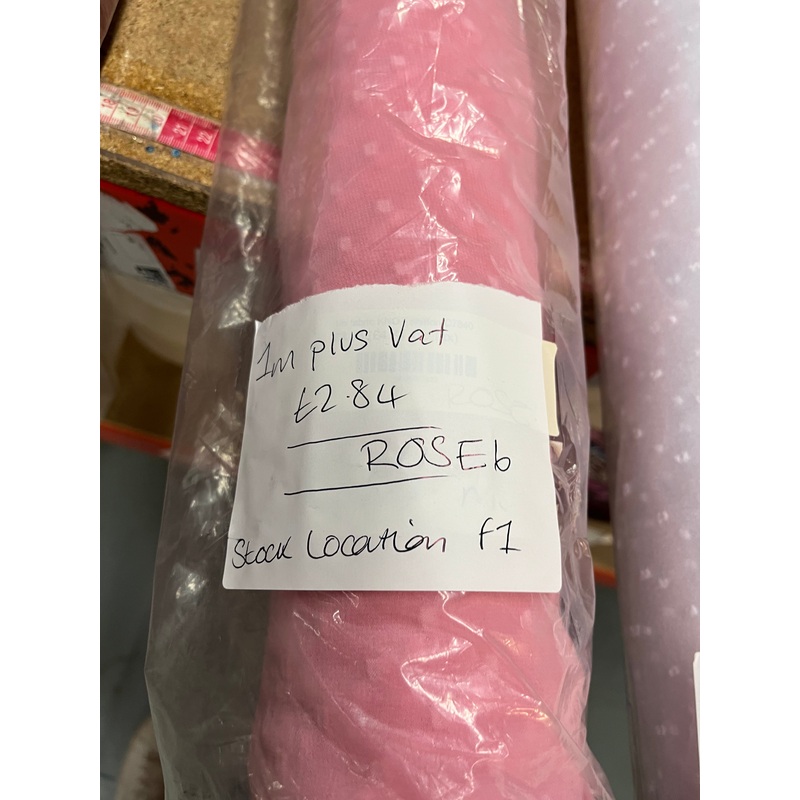 1m plus Vat
£2.84
ROSE6
Stock Location f1